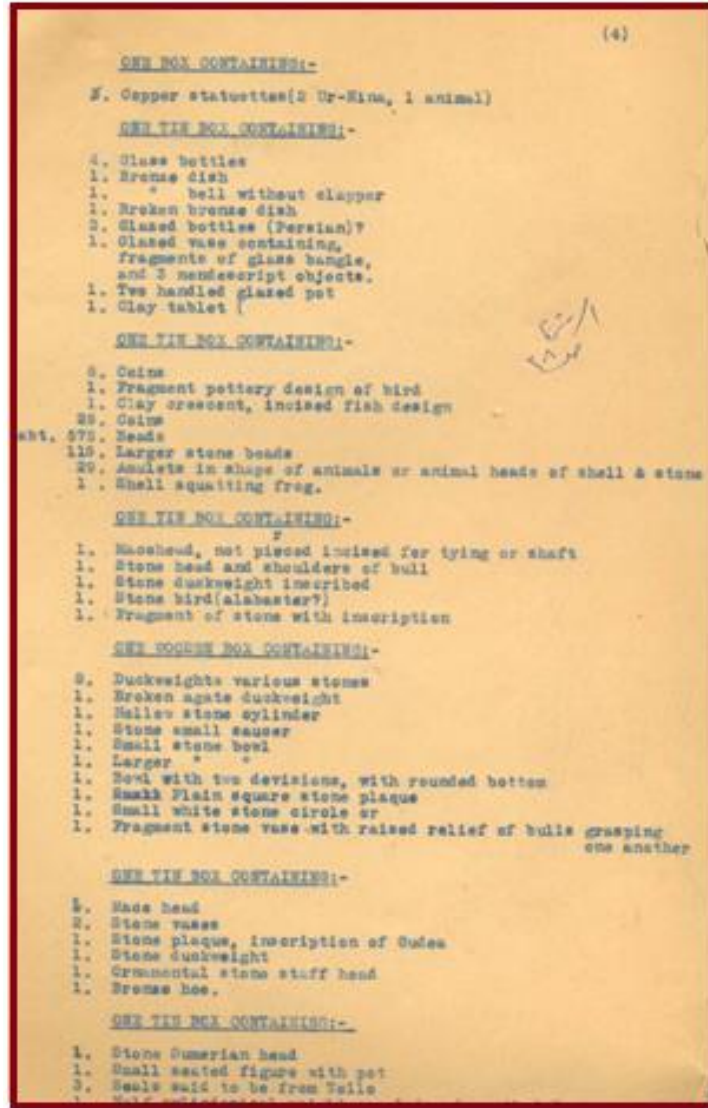 (4)
ONE BOX CONTAINING:-
3. Copper statuettes(2 Ur-Nina, 1 animal)
ONE TIN BOX CONTAINING:-
4. Glass bottles
1. Bronze dish
1. " bell without clapper
1. Broken bronze dish
Glazed bottles (Persian)?
1. Glazed vase containing,
fragments of glass bangle,
and 3 nondescript objects.
1. Two handled glazed pot
1. Clay tablet (
ONE TIN BOX CONTAINING:-
Coins
1. Fragment pottery design of bird
1. Clay crescent, incised fish design
Coins
abt. 575. Beads
Larger stone beads
29. Amulets in shape of animals or animal heads of shell & stone
1 . Shell squatting frog.
ONE TIN BOX CONTAINING:-
r
1. Macehead, not pieced incised for tying or shaft
1. Stone head and shoulders of bull
1. Stone duckweight inscribed
1. Stone bird(alabaster?)
1. Fragment of stone with inscription
ONE WOODEN BOX CONTAINING:-
Duckweights various stones
1. Broken agate duckweight
1. Hollow stone cylinder
1. Stone small saucer
1. Small stone bowl
1. Larger " "
1. Bowl with two devisions, with rounded bottom
1. Plain square stone plaque
1. Small white stone circle or
1. Fragment stone vase with raised relief of bulls grasping
one another
ONE TIN BOX CONTAINING:-
Mace head
2. Stone vases
1. Stone plaque, inscription of Gudea
1. Stone duckweight
1. Ornamental stone staff head
1. Bronze hoe.
ONE TIN BOX CONTAINING:-
1. Stone Sumerian head
1. Small seated figure with pot
3. Seals said to be from Tello